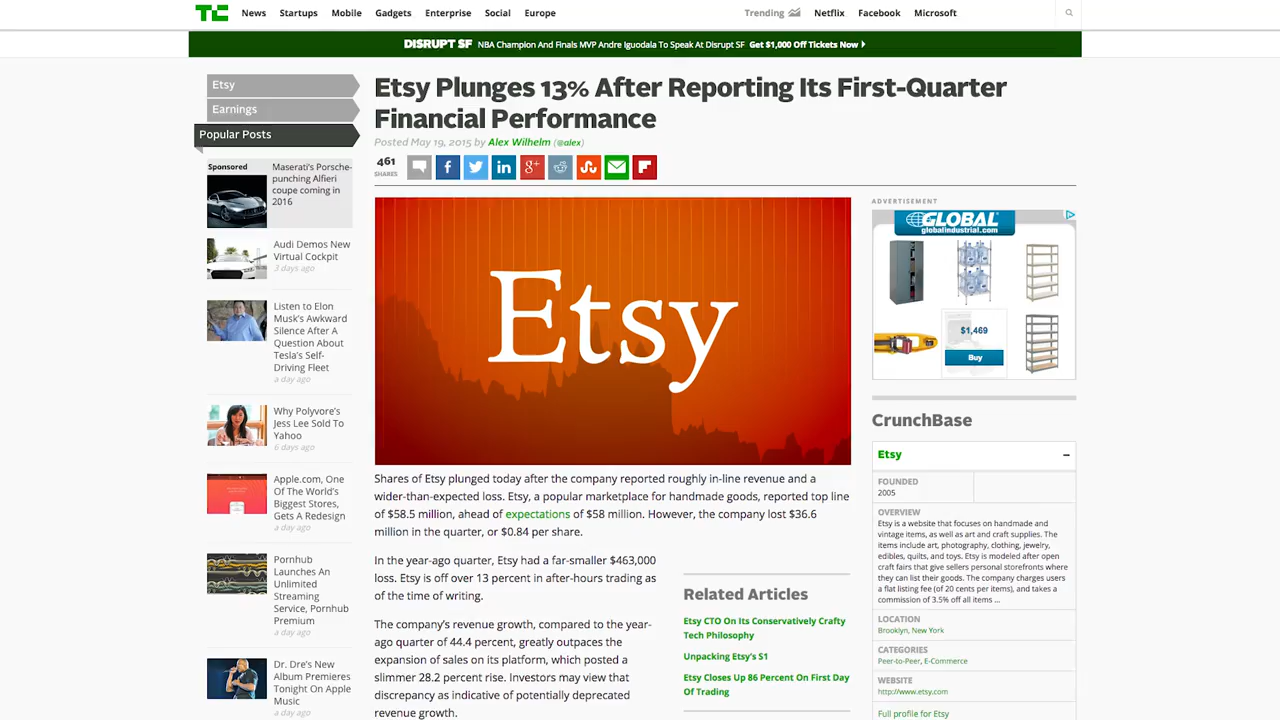 TC News Startups Mobile Gadgets Enterprise Social Europe Trending Netflix Facebook Microsoft
DISRUPT SF NBA Champion And Finals MVP Andre Iguodala To Speak At Disrupt SF Get $1,000 Off Tickets Now
Etsy
Earnings
Popular Posts
Sponsored
Maserati's Porsche-
punching Alfieri
coupe coming in
2016
Audi Demos New
Virtual Cockpit
3 days ago
Listen to Elon
Musk's Awkward
Silence After A
Question About
Tesla's Self-
Driving Fleet
a day ago
Why Polyvore's
Jess Lee Sold To
Yahoo
6 days ago
Apple.com, One
Of The World's
Biggest Stores,
Gets A Redesign
a day ago
Pornhub
Launches An
Unlimited
Streaming
Service, Pornhub
Premium
a day ago
Dr. Dre's New
Album Premieres
Tonight On Apple
Music
a day ago
Etsy Plunges 13% After Reporting Its First-Quarter
Financial Performance
Posted May 19, 2015 by Alex Wilhelm (@alex)
461
SHARES
f in g+
Etsy
Shares of Etsy plunged today after the company reported roughly in-line revenue and a
wider-than-expected loss. Etsy, a popular marketplace for handmade goods, reported top line
of $58.5 million, ahead of expectations of $58 million. However, the company lost $36.6
million in the quarter, or $0.84 per share.
In the year-ago quarter, Etsy had a far-smaller $463,000
loss. Etsy is off over 13 percent in after-hours trading as
of the time of writing.
The company's revenue growth, compared to the year-
ago quarter of 44.4 percent, greatly outpaces the
expansion of sales on its platform, which posted a
slimmer 28.2 percent rise. Investors may view that
discrepancy as indicative of potentially deprecated
revenue growth.
Related Articles
Etsy CTO On Its Conservatively Crafty
Tech Philosophy
Unpacking Etsy's S1
Etsy Closes Up 86 Percent On First Day
Of Trading
ADVERTISEMENT
GLOBAL
globalindustrial.com
$1,469
Buy
CrunchBase
Etsy
FOUNDED
2005
OVERVIEW
Etsy is a website that focuses on handmade and
vintage items, as well as art and craft supplies. The
items include art, photography, clothing, jewelry,
edibles, quilts, and toys. Etsy is modeled after open
craft fairs that give sellers personal storefronts where
they can list their goods. The company charges users
a flat listing fee (of 20 cents per items), and takes a
commission of 3.5% off all items ...
LOCATION
Brooklyn, New York
CATEGORIES
Peer-to-Peer, E-Commerce
WEBSITE
http://www.etsy.com
Full profile for Etsy